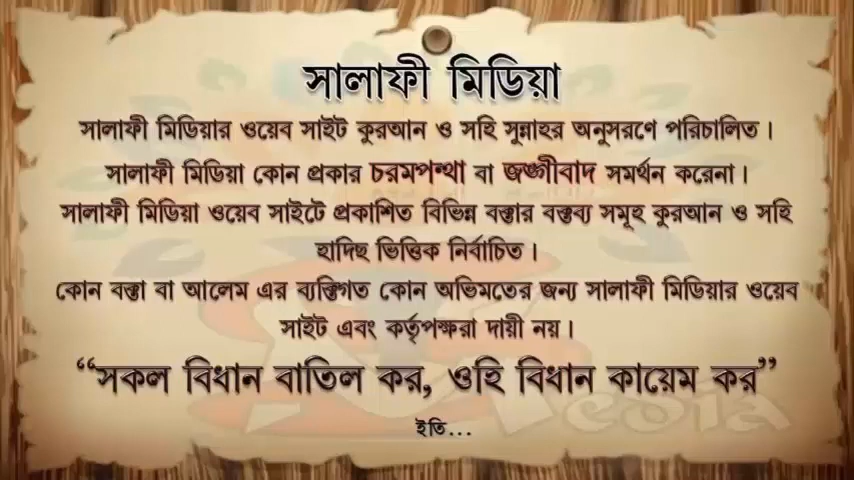 সালাফী মিডিয়া
সালাফী মিডিয়ার ওয়েব সাইট কুরআন ও সহি সুন্নাহর অনুসরণে পরিচালিত।
সালাফী মিডিয়া কোন প্রকার চরমপন্থা বা জঙ্গীবাদ সমর্থন করেনা।
সালাফী মিডিয়া ওয়েব সাইটে প্রকাশিত বিভিন্ন বক্তার বক্তব্য সমূহ কুরআন ও সহি
হাদিছ ভিত্তিক নির্বাচিত।
কোন বক্তা বা আলেম এর ব্যক্তিগত কোন অভিমতের জন্য সালাফী মিডিয়ার ওয়েব
সাইট এবং কর্তৃপক্ষরা দায়ী নয়।
“সকল বিধান বাতিল কর, ওহি বিধান কায়েম কর”
ইতি...